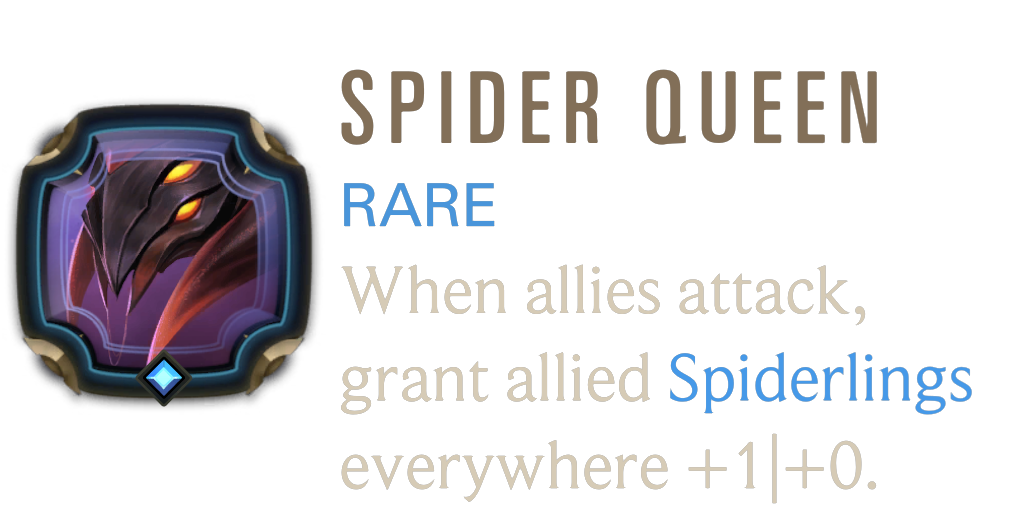 SPIDER QUEEN
RARE
When allies attack,
grant allied Spiderlings
everywhere +1|+0.